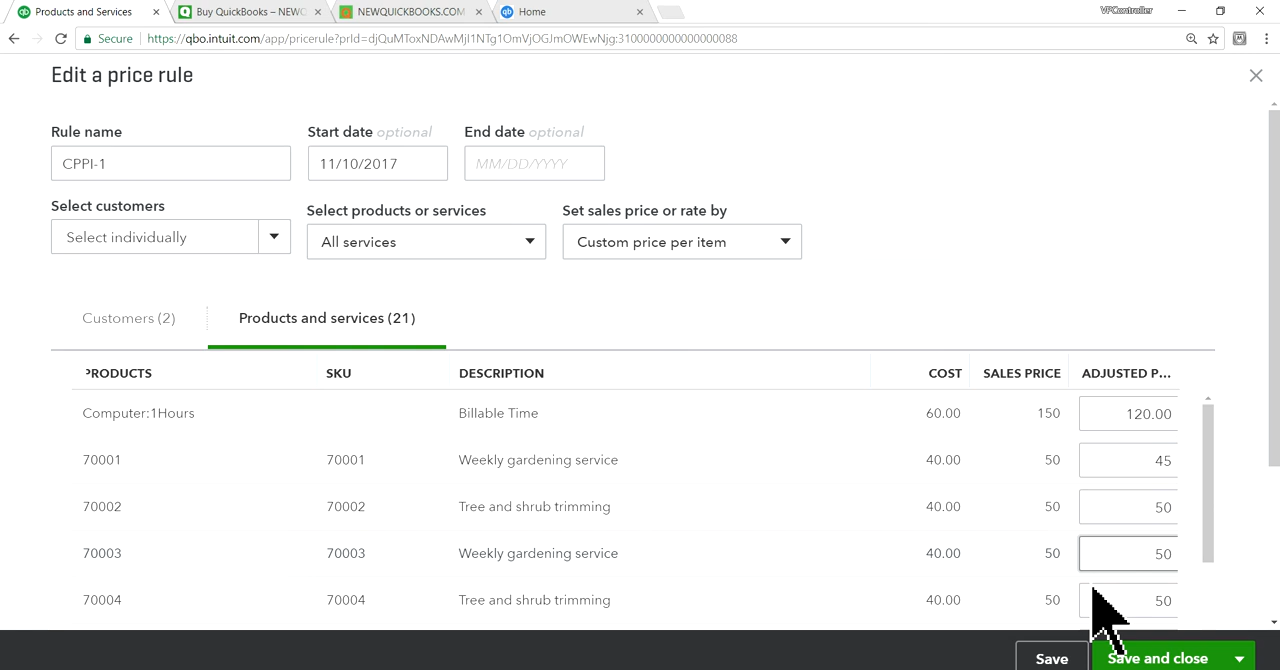 Products and Services
Buy QuickBooks – NEWQ
NEWQUICKBOOKS.COM
qb Home
VPController
Secure https://qbo.intuit.com/app/pricerule?prId=djQuMToxNDAwMjI1NTg1OmVjOGJmOWEwNjg:3100000000000000088
Edit a price rule
Rule name
Start date optional
End date optional
CPPI-1
11/10/2017
MM/DD/YYYY
Select customers
Select products or services
Set sales price or rate by
Select individually
All services
Custom price per item
Customers (2)
Products and services (21)
PRODUCTS SKU DESCRIPTION COST SALES PRICE ADJUSTED P...
Computer:1Hours Billable Time 60.00 150 120.00
70001 70001 Weekly gardening service 40.00 50 45
70002 70002 Tree and shrub trimming 40.00 50 50
70003 70003 Weekly gardening service 40.00 50 50
70004 70004 Tree and shrub trimming 40.00 50 50
Save
Save and close